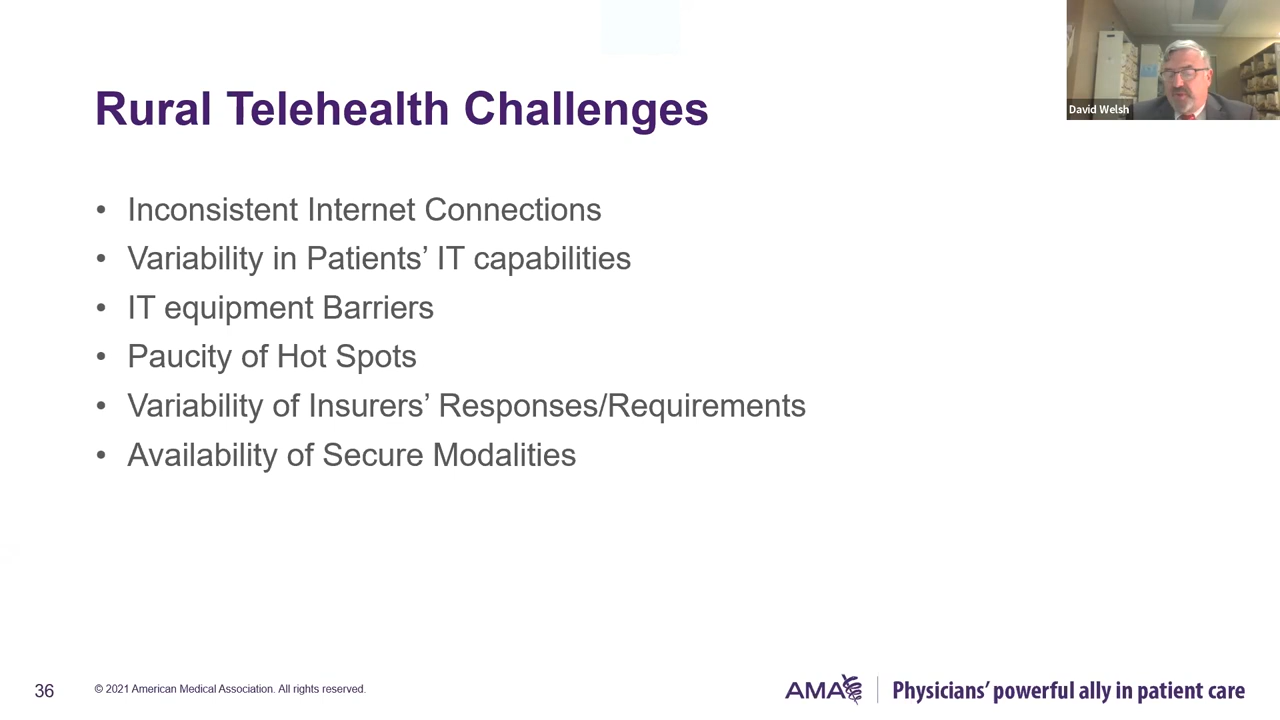 Rural Telehealth Challenges
David Welsh
• Inconsistent Internet Connections
• Variability in Patients’ IT capabilities
• IT equipment Barriers
• Paucity of Hot Spots
• Variability of Insurers’ Responses/Requirements
• Availability of Secure Modalities
36
© 2021 American Medical Association. All rights reserved.
AMA
Physicians’ powerful ally in patient care